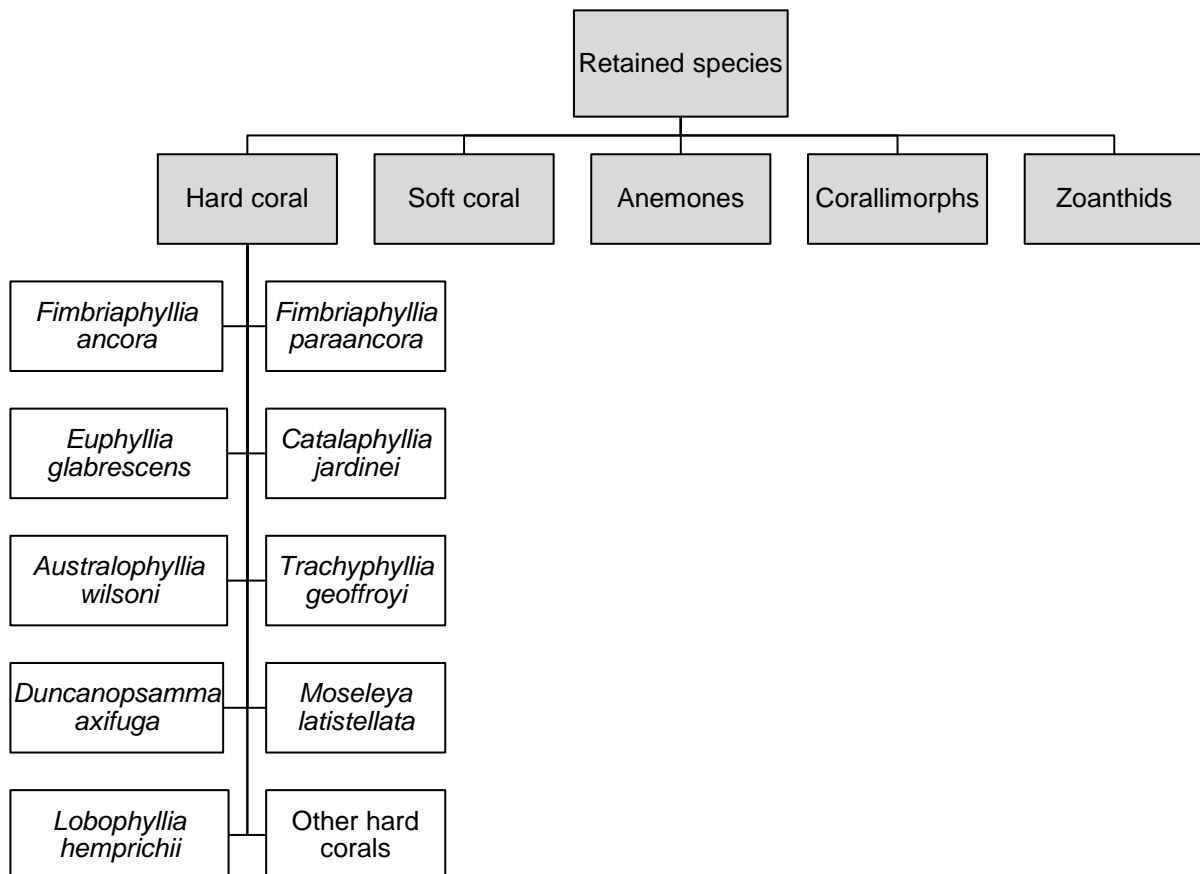 Retained species
Hard coral
Soft coral
Anemones
Corallimorphs
Zoanthids
Fimbriaphyllia
ancora
Fimbriaphyllia
paraancora
Euphyllia
glabrescens
Catalaphyllia
jardinei
Australophyllia
wilsoni
Trachyphyllia
geoffroyi
Duncanopsamma
axifuga
Moseleya
latistellata
Lobophyllia
hemprichii
Other hard
corals